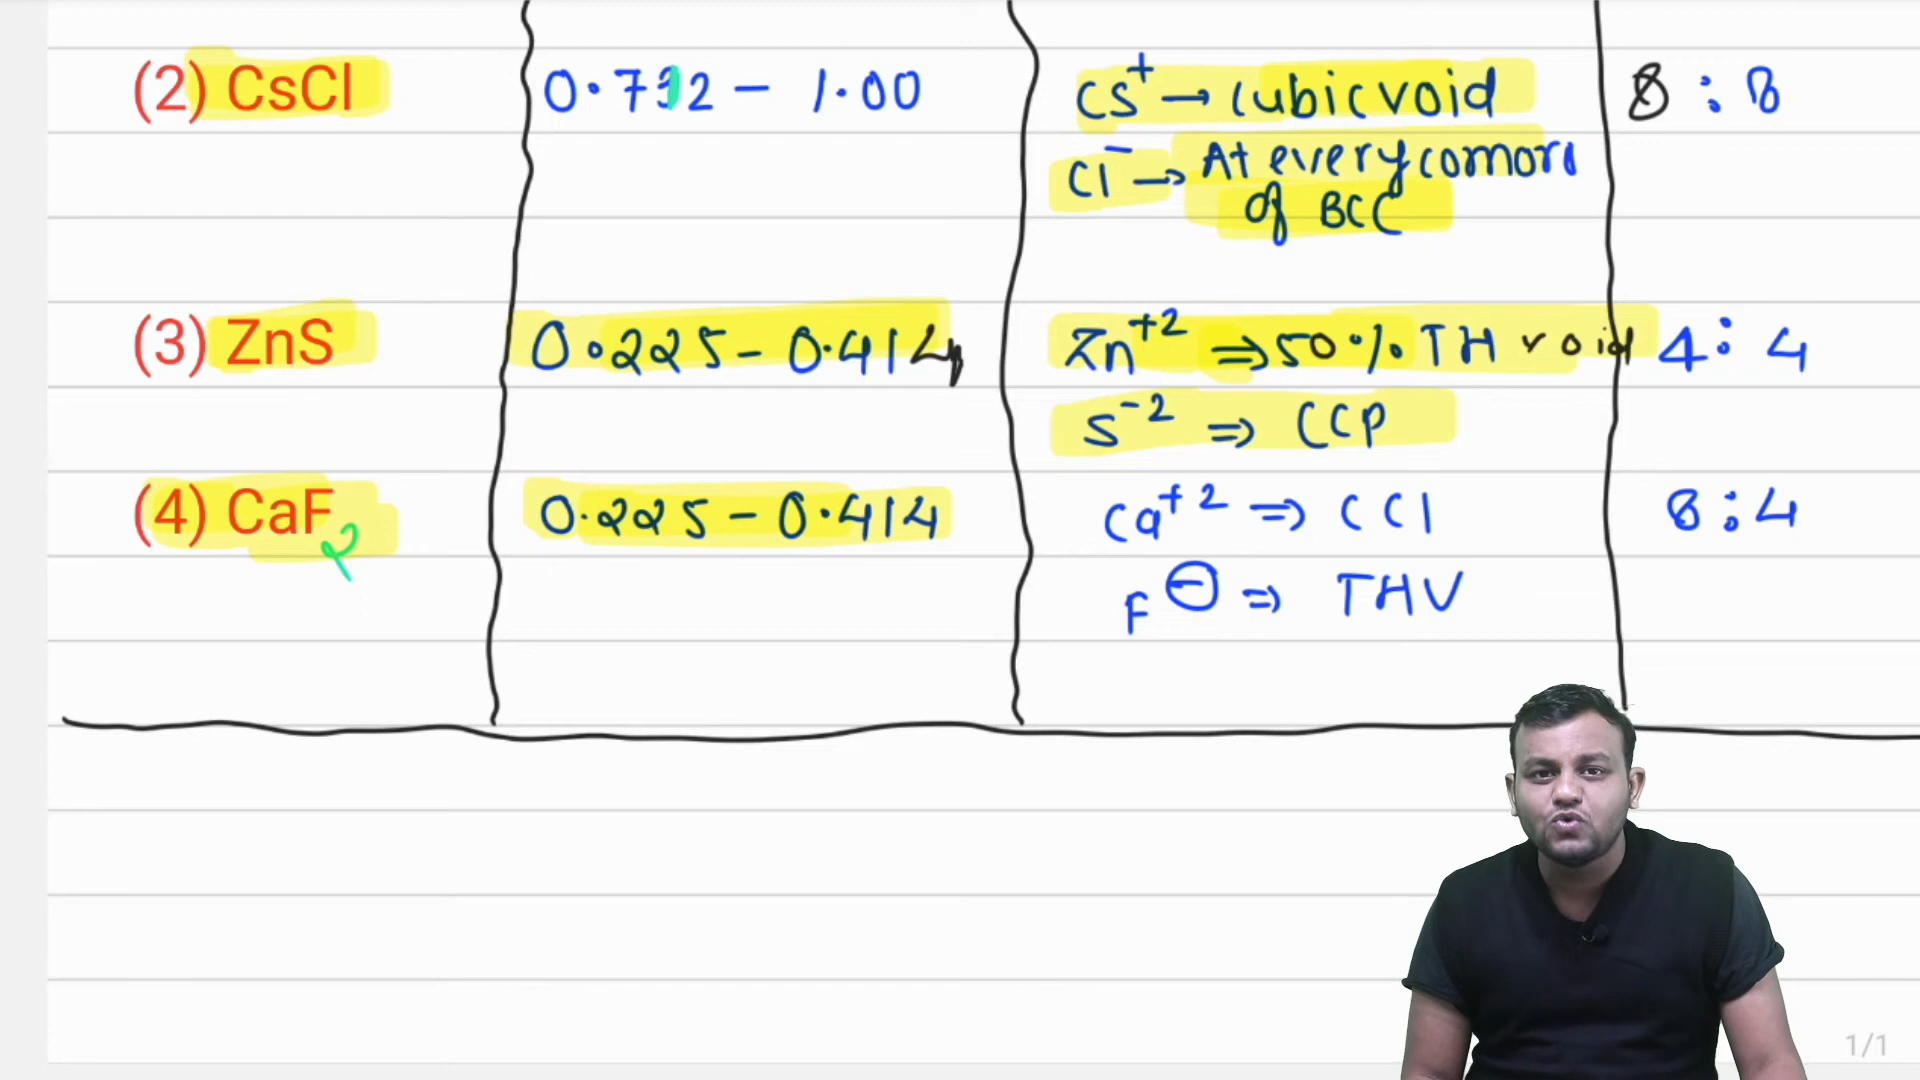 (2) CsCl 0.732 - 1.00 Cs+ → Cubic void 8 : 8
Cl- → At every cornors
of BCC
(3) ZnS 0.225 - 0.414 Zn+2 ⇒ 50% TH void 4 : 4
S-2 ⇒ CCP
(4) CaF2 0.225 - 0.414 Ca+2 ⇒ CCI 8 : 4
F⊖ ⇒ THV
1/1